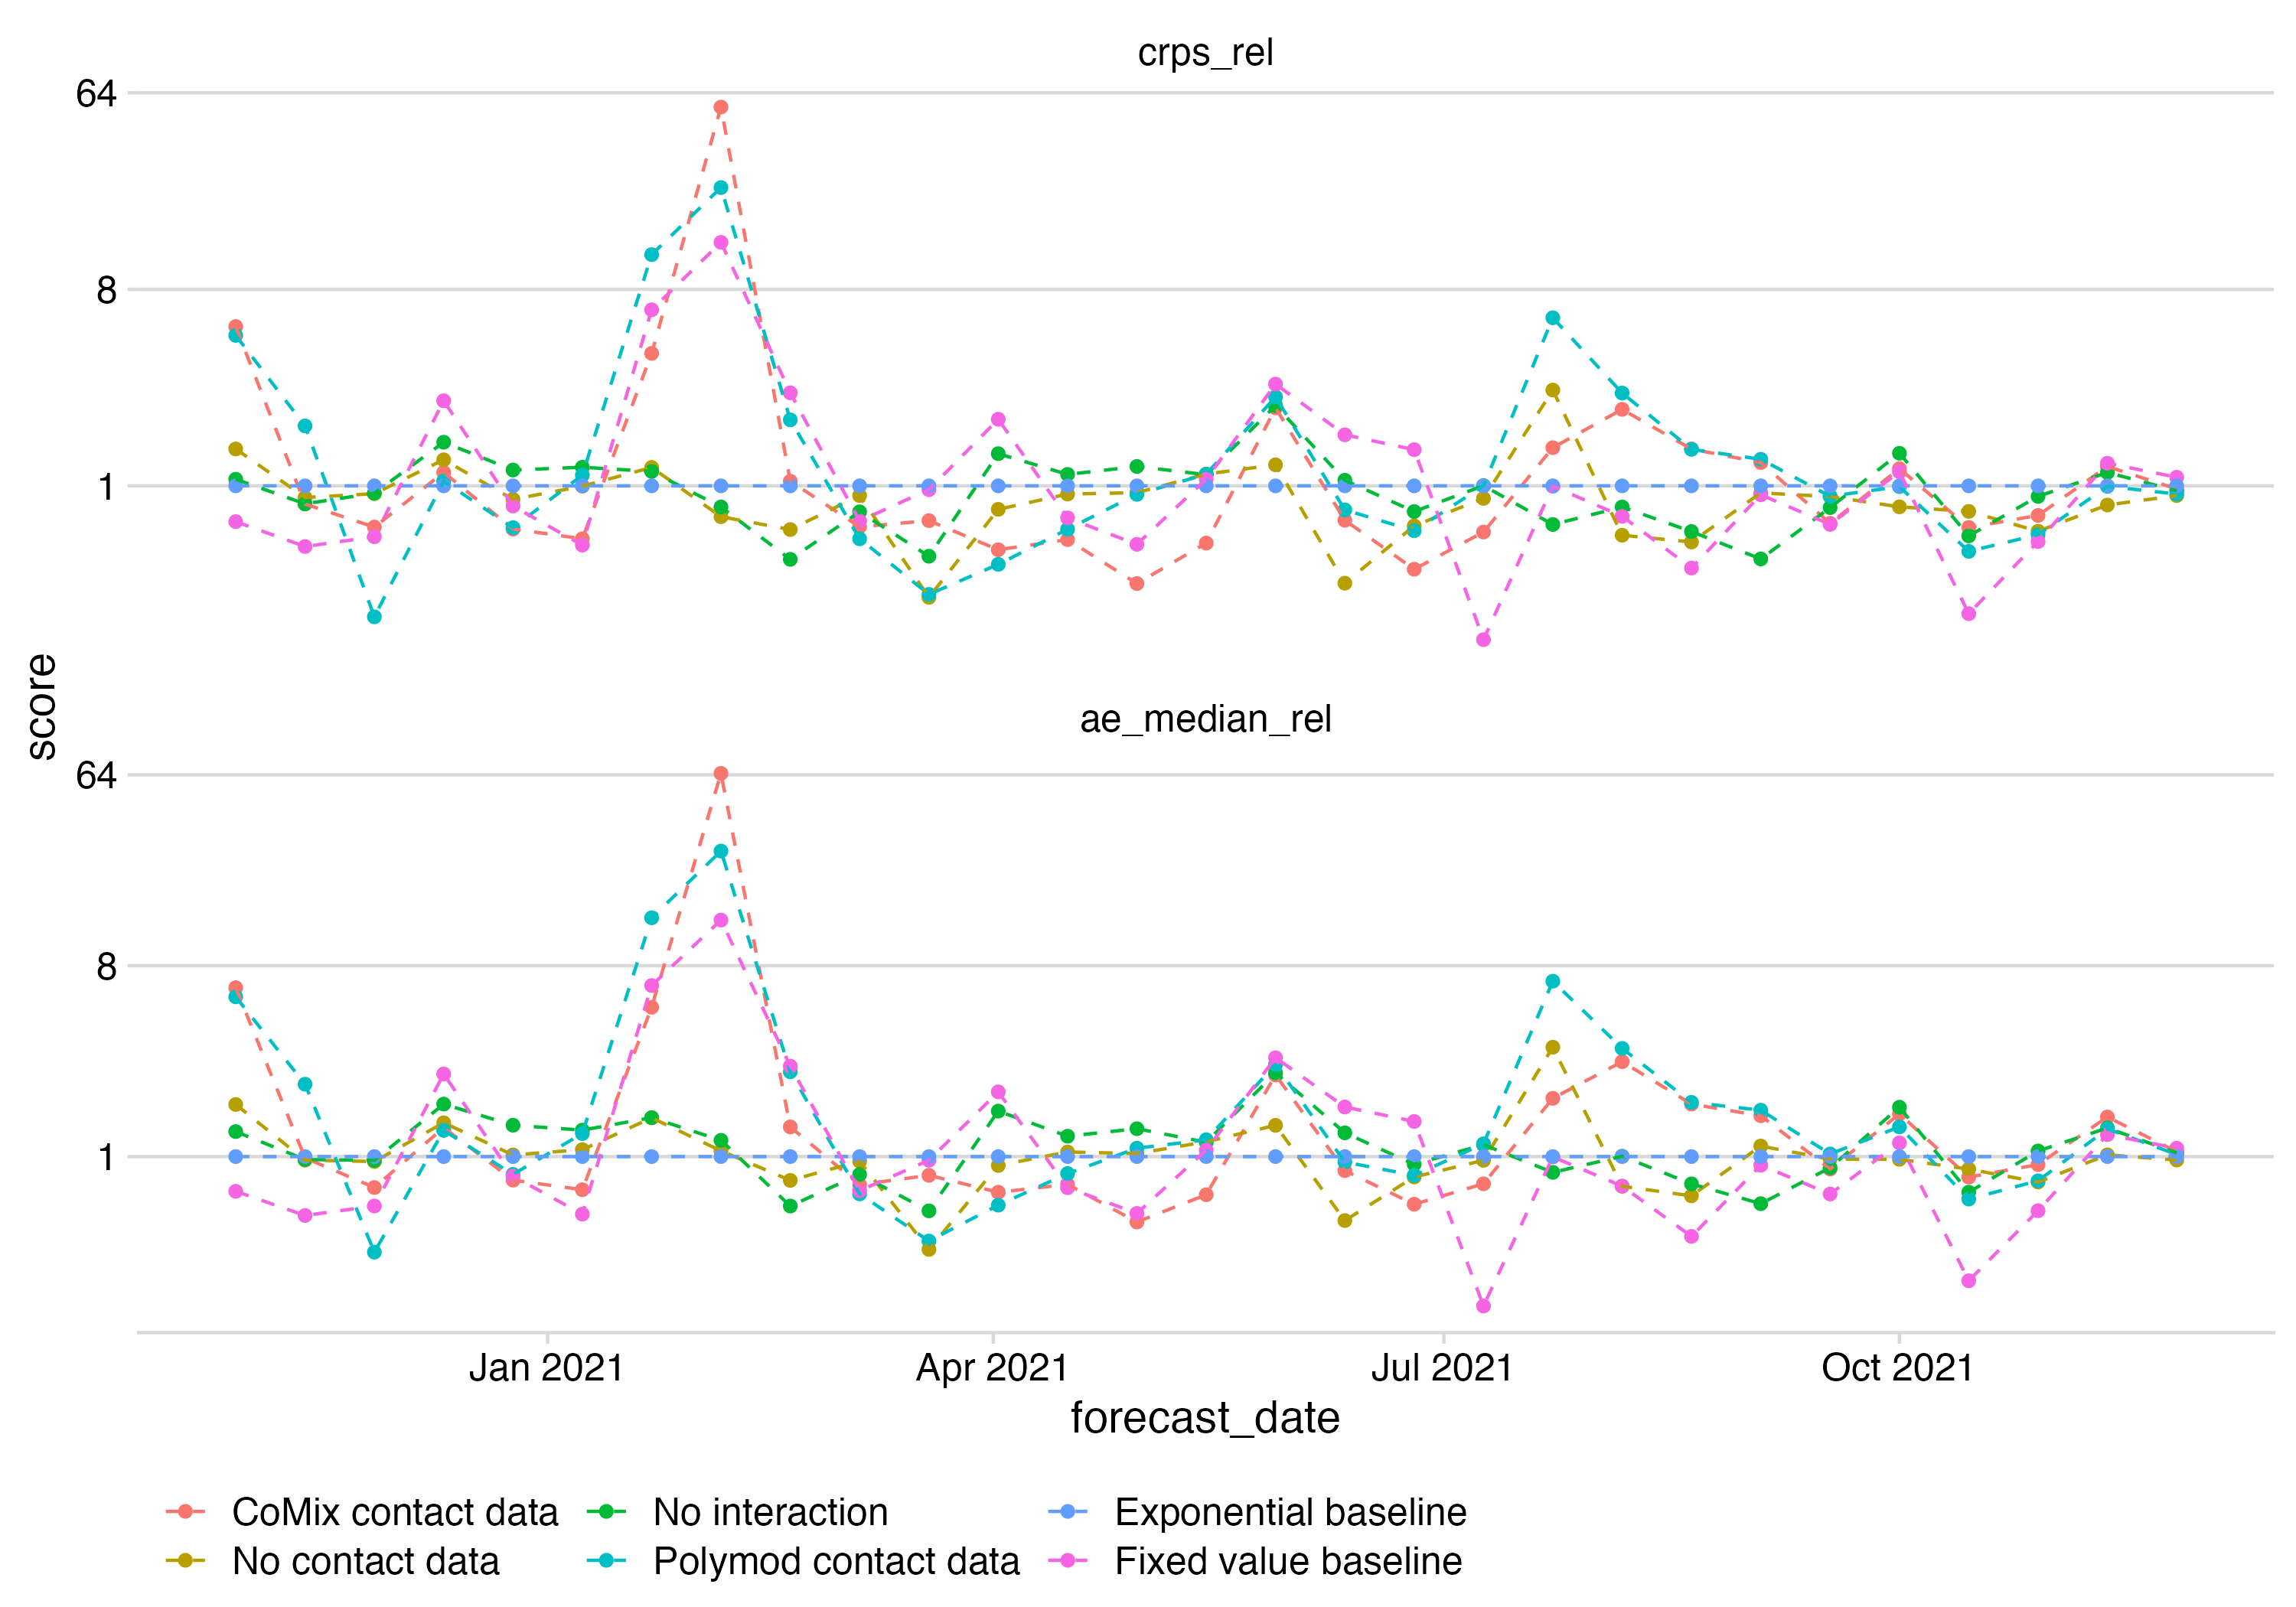 crps_rel
64
8
1
score
ae_median_rel
64
8
1
Jan 2021
Apr 2021
Jul 2021
Oct 2021
forecast_date
CoMix contact data
No interaction
Exponential baseline
No contact data
Polymod contact data
Fixed value baseline